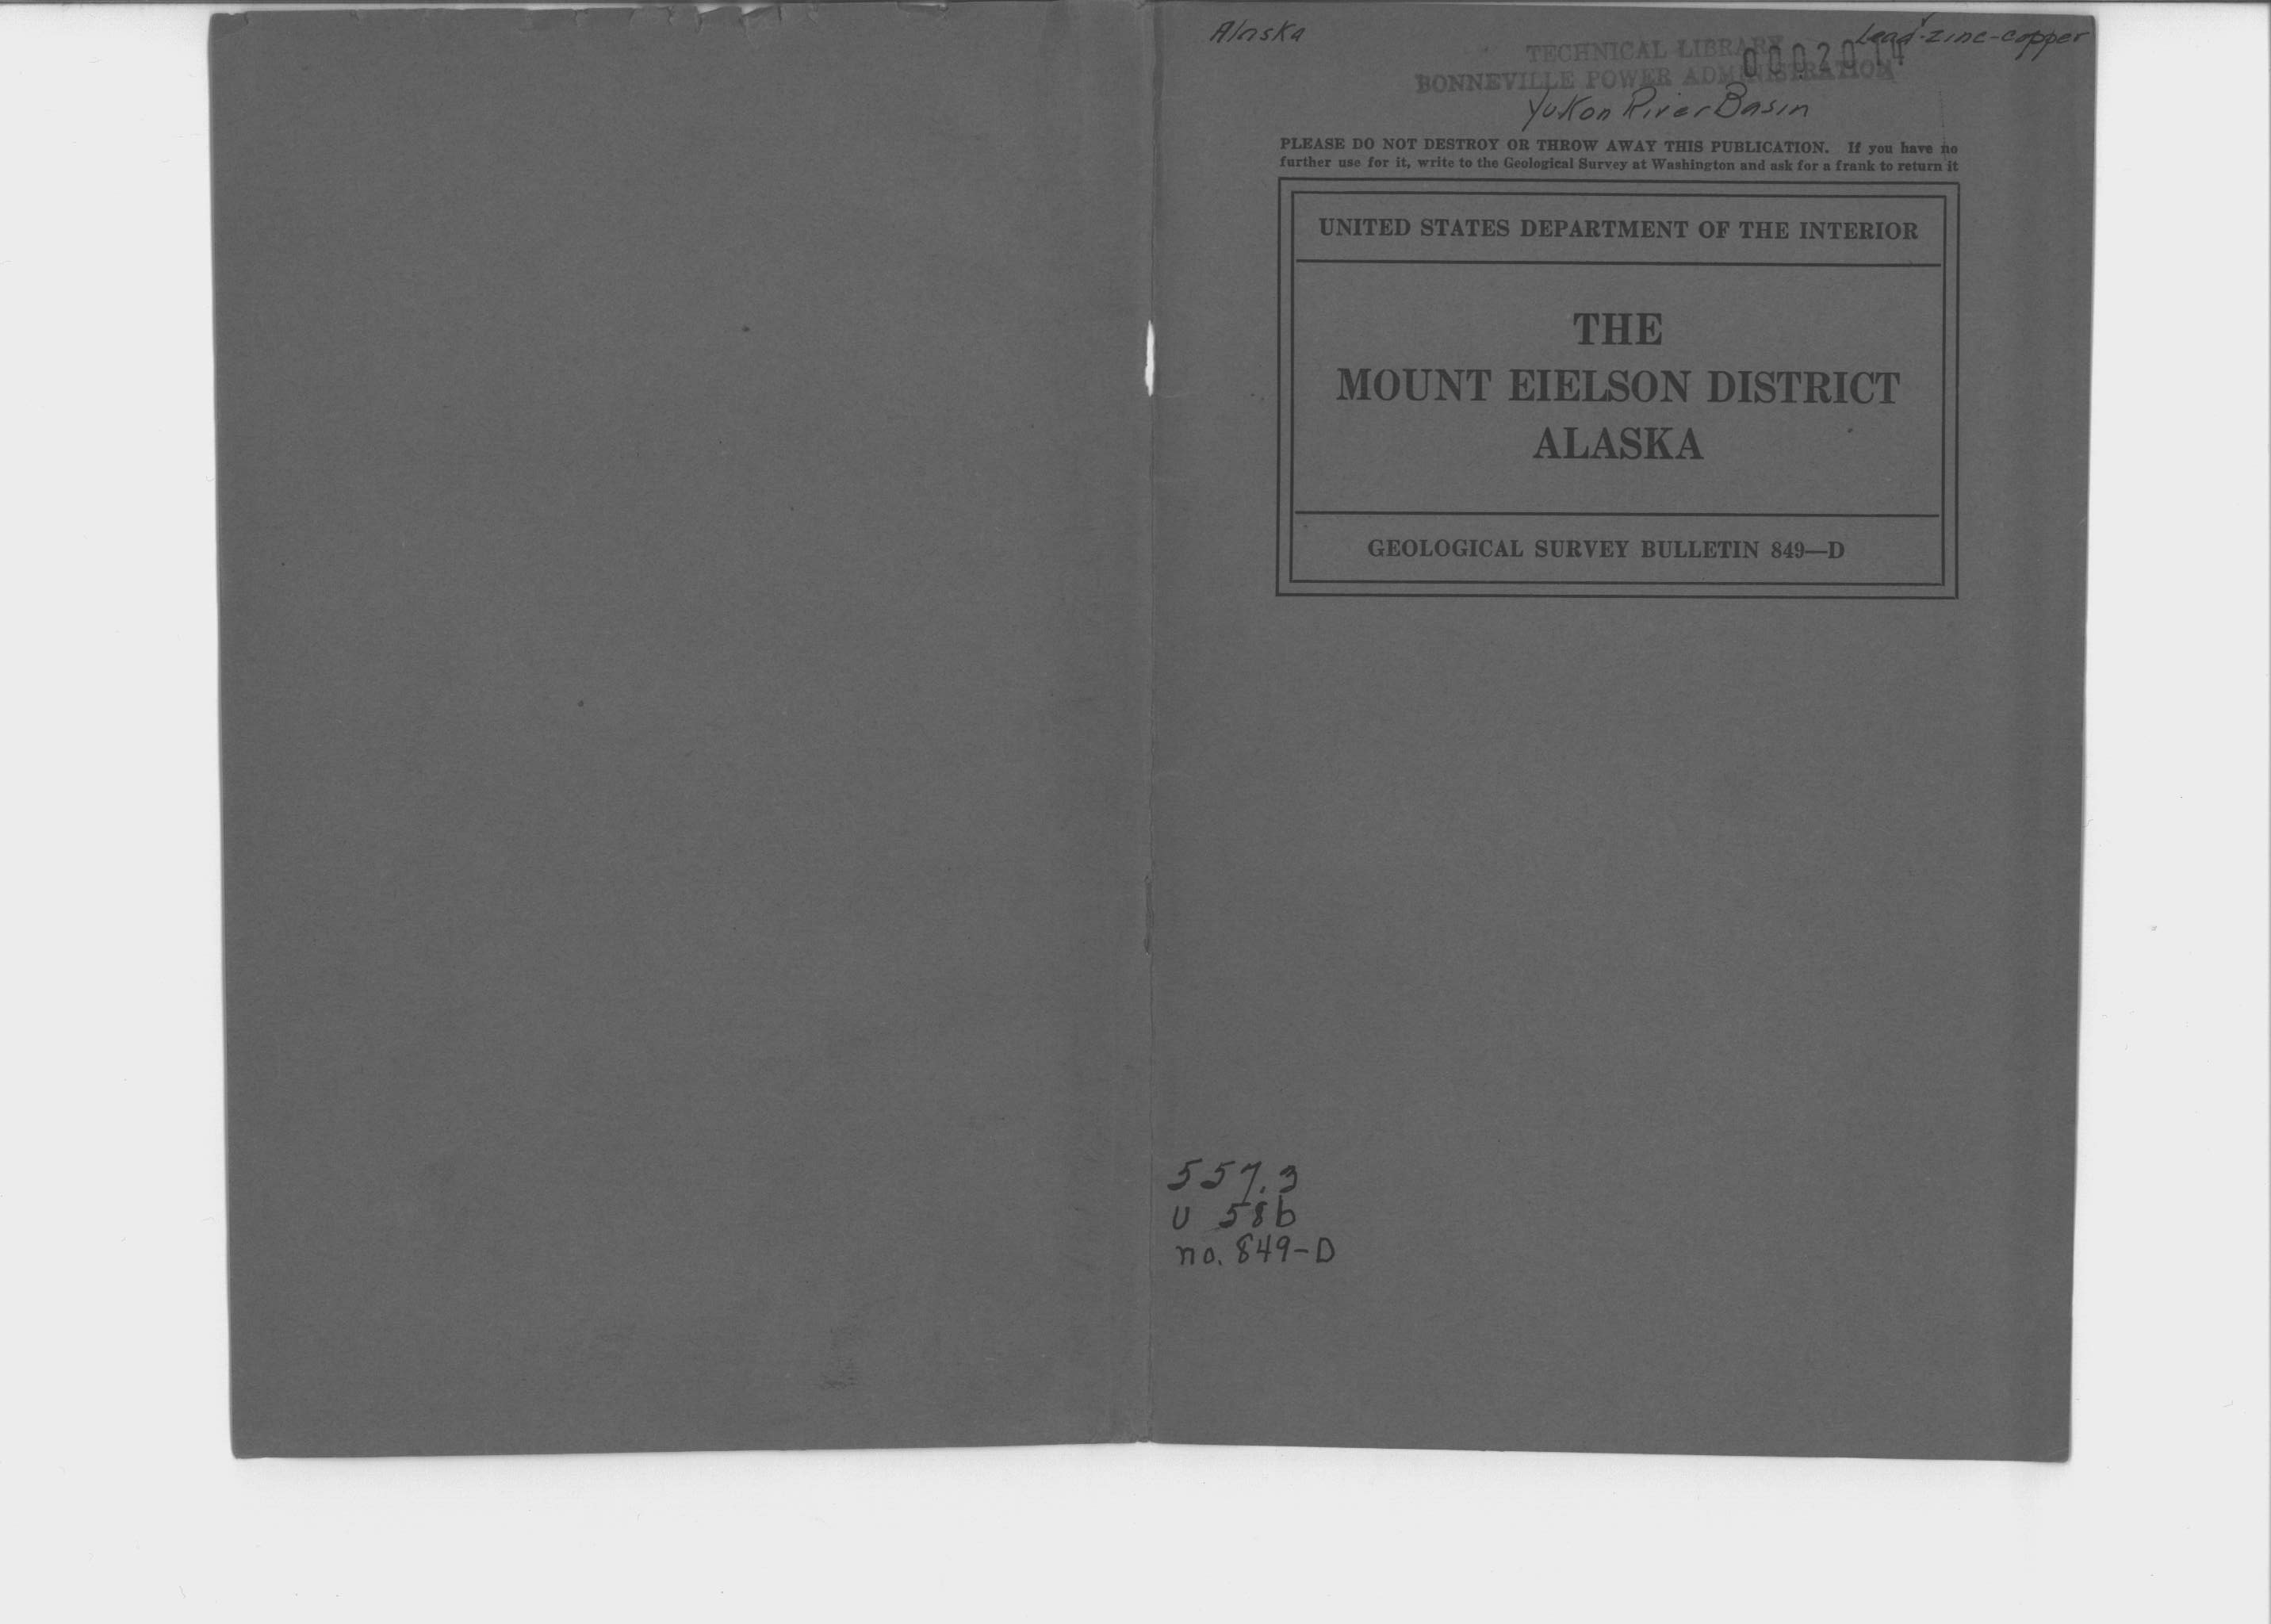 Alaska
Lead-zinc-copper
TECHNICAL LIBRARY
BONNEVILLE POWER ADMINISTRATION
Yukon River Basin
PLEASE DO NOT DESTROY OR THROW AWAY THIS PUBLICATION. If you have no
further use for it, write to the Geological Survey at Washington and ask for a frank to return it
UNITED STATES DEPARTMENT OF THE INTERIOR
THE
MOUNT EIELSON DISTRICT
ALASKA
GEOLOGICAL SURVEY BULLETIN 849—D
557.3
U 58b
no. 849-D